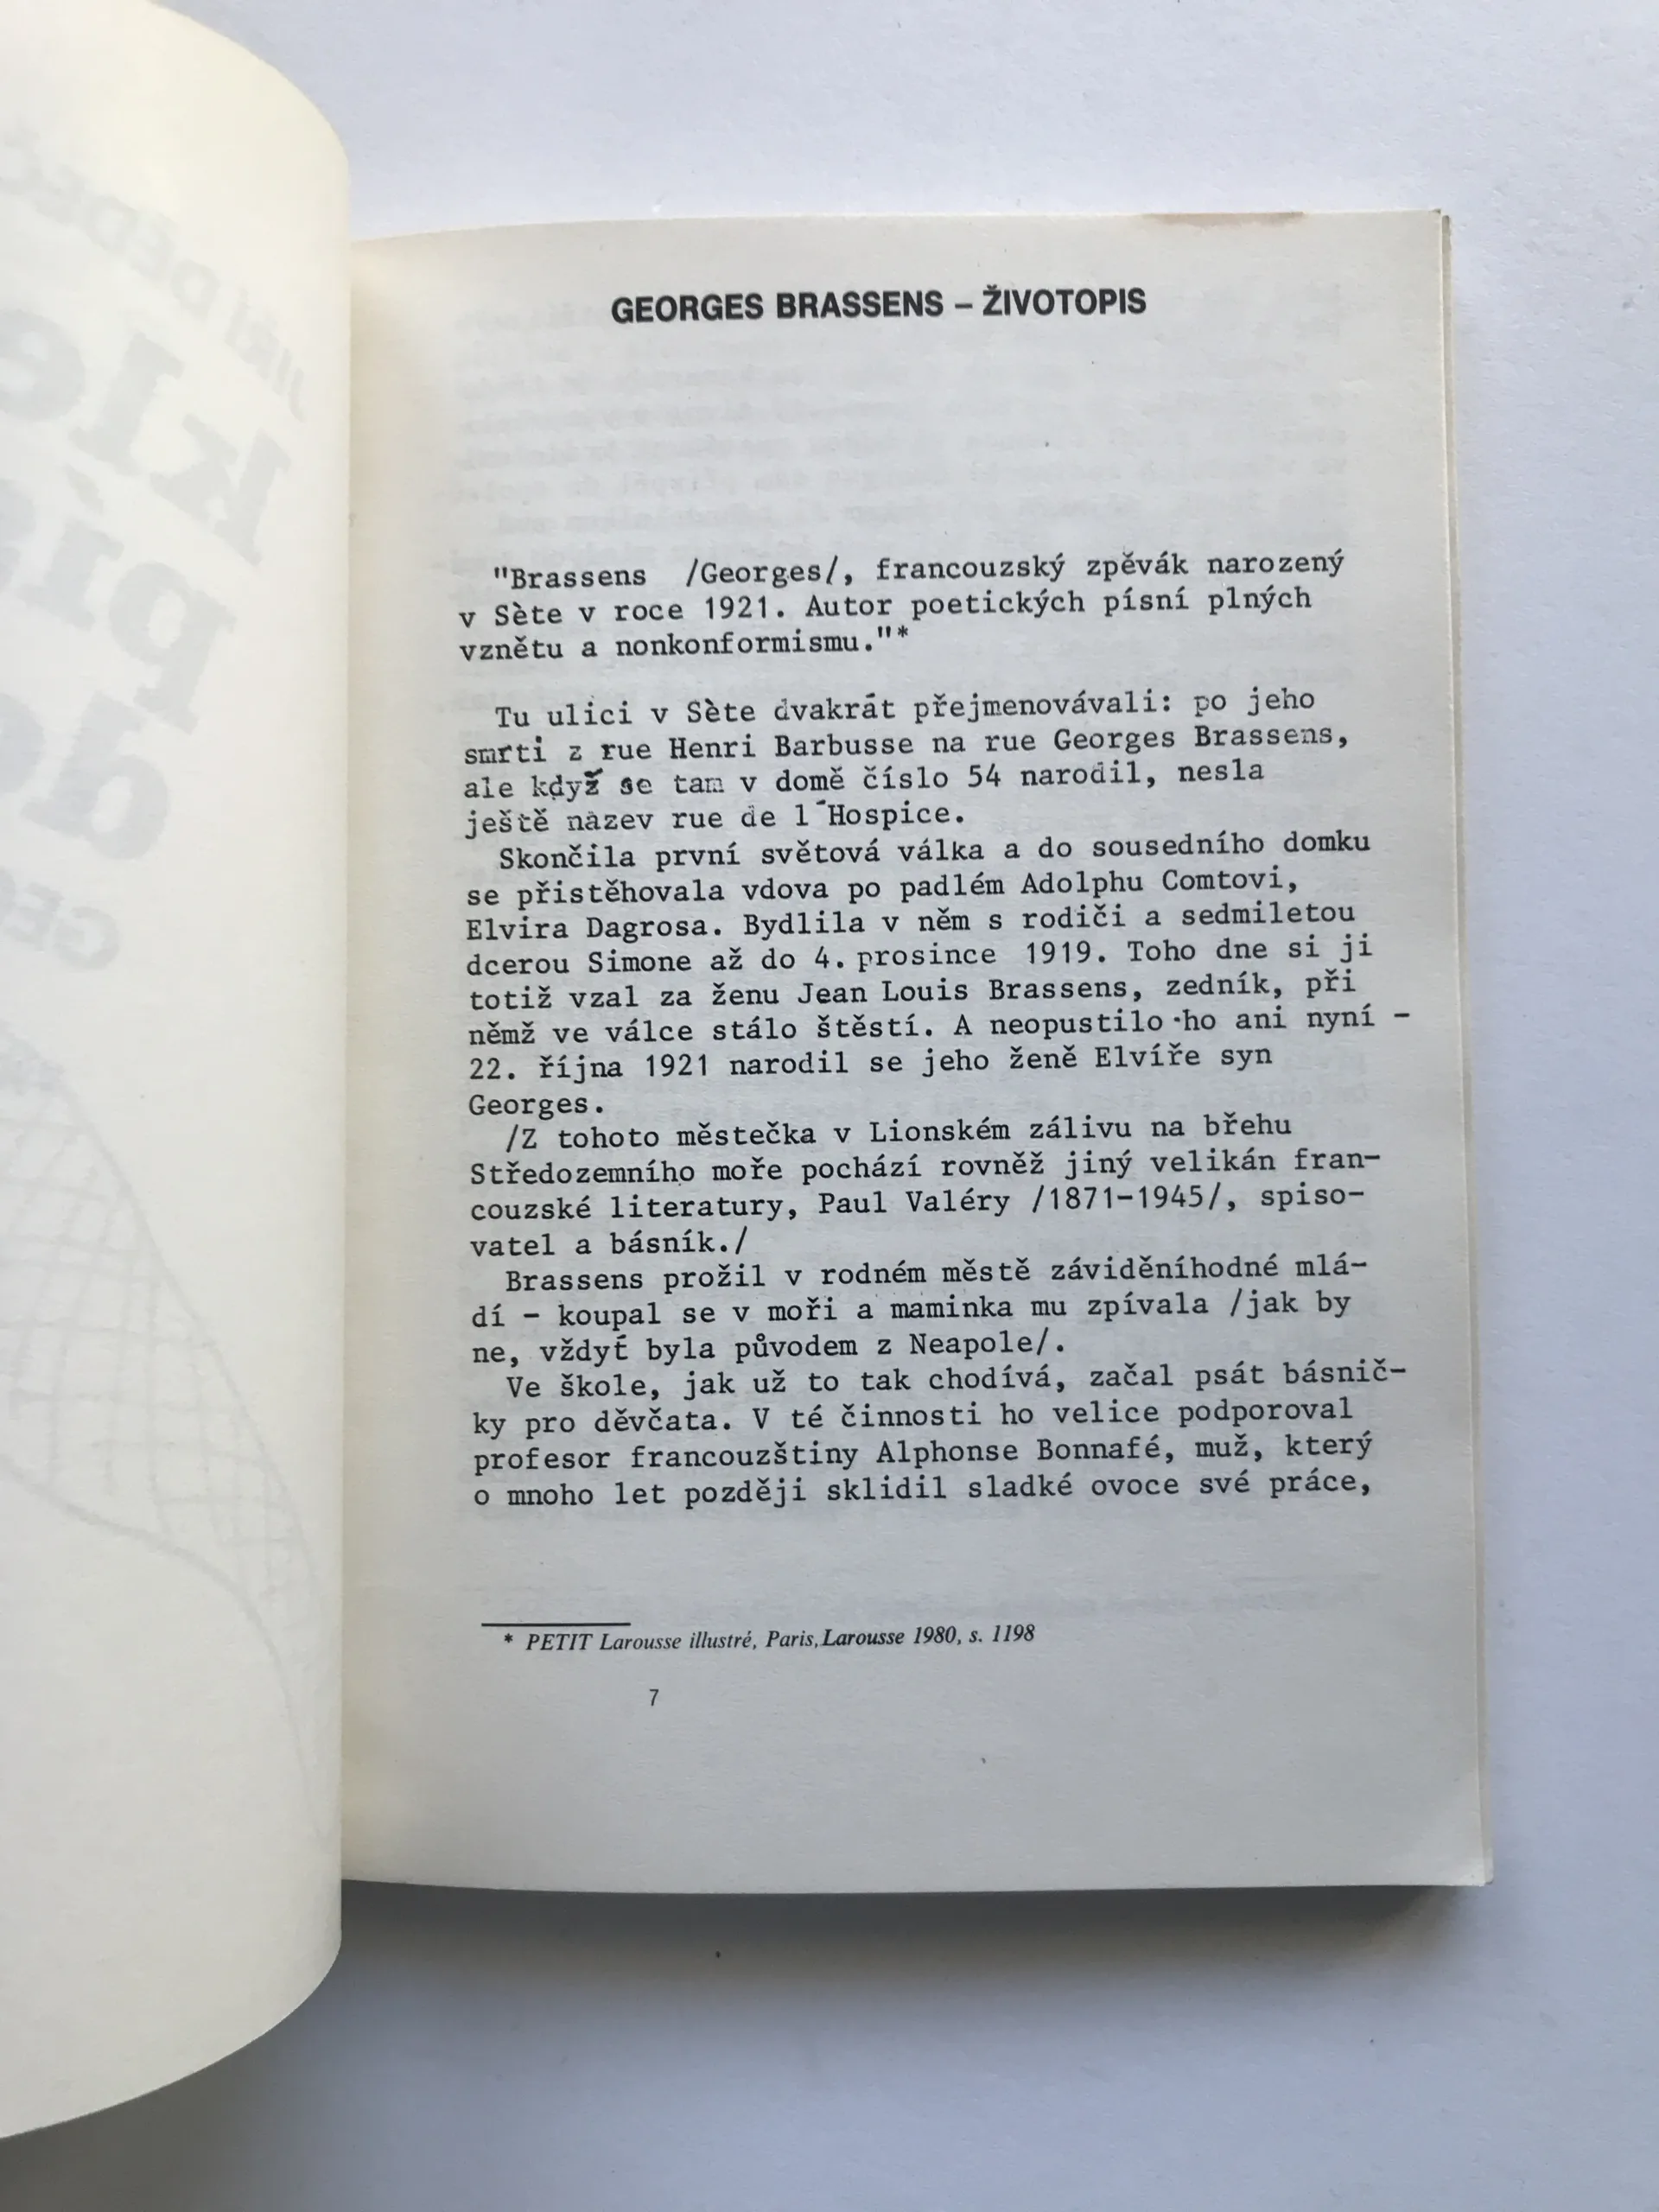 GEORGES BRASSENS – ŽIVOTOPIS
"Brassens /Georges/, francouzský zpěvák narozený
v Sète v roce 1921. Autor poetických písní plných
vznětu a nonkonformismu."*
Tu ulici v Sète dvakrát přejmenovávali: po jeho
smrti z rue Henri Barbusse na rue Georges Brassens,
ale když se tam v domě číslo 54 narodil, nesla
ještě název rue de l´Hospice.
Skončila první světová válka a do sousedního domku
se přistěhovala vdova po padlém Adolphu Comtovi,
Elvira Dagrosa. Bydlila v něm s rodiči a sedmiletou
dcerou Simone až do 4. prosince 1919. Toho dne si ji
totiž vzal za ženu Jean Louis Brassens, zedník, při
němž ve válce stálo štěstí. A neopustilo ho ani nyní –
22. října 1921 narodil se jeho ženě Elvíře syn
Georges.
/Z tohoto městečka v Lionském zálivu na břehu
Středozemního moře pochází rovněž jiný velikán fran-
couzské literatury, Paul Valéry /1871-1945/, spiso-
vatel a básník./
Brassens prožil v rodném městě záviděníhodné mlá-
dí – koupal se v moři a maminka mu zpívala /jak by
ne, vždyť byla původem z Neapole/.
Ve škole, jak už to tak chodívá, začal psát básnič-
ky pro děvčata. V té činnosti ho velice podporoval
profesor francouzštiny Alphonse Bonnafé, muž, který
o mnoho let později sklidil sladké ovoce své práce,
* PETIT Larousse illustré, Paris, Larousse 1980, s. 1198
7